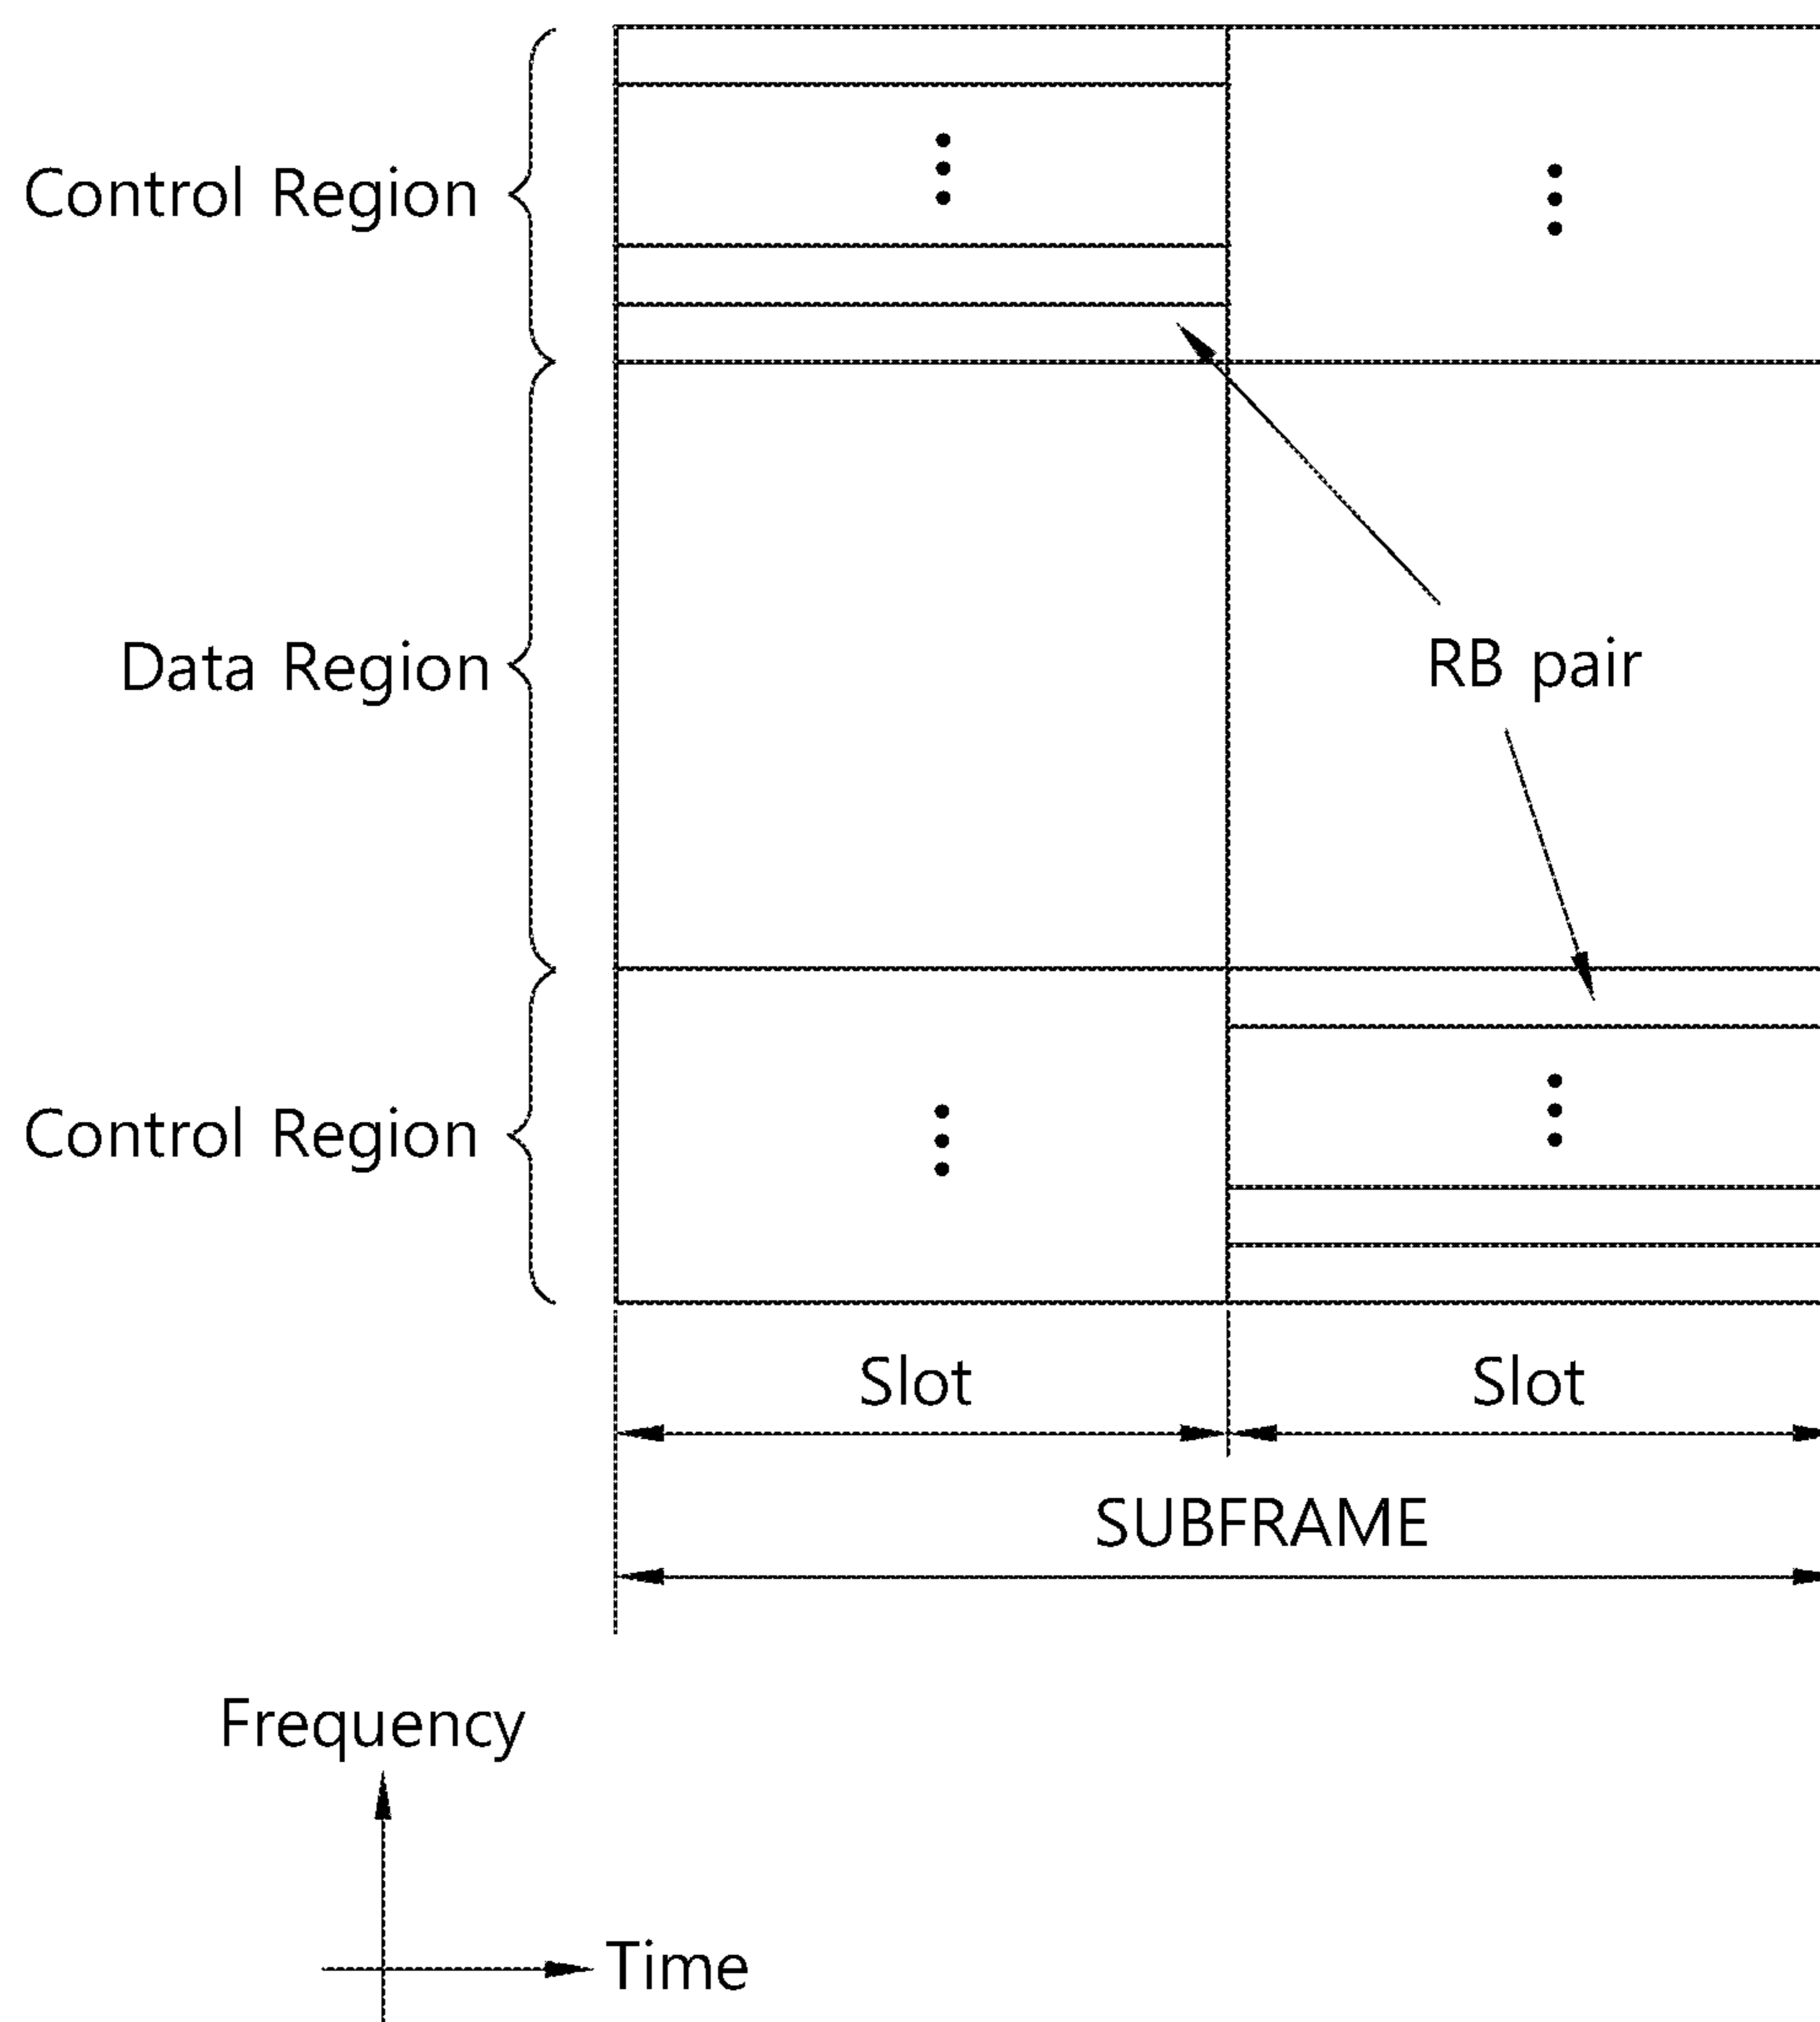 Control Region
Data Region
RB pair
Control Region
Slot
Slot
SUBFRAME
Frequency
Time